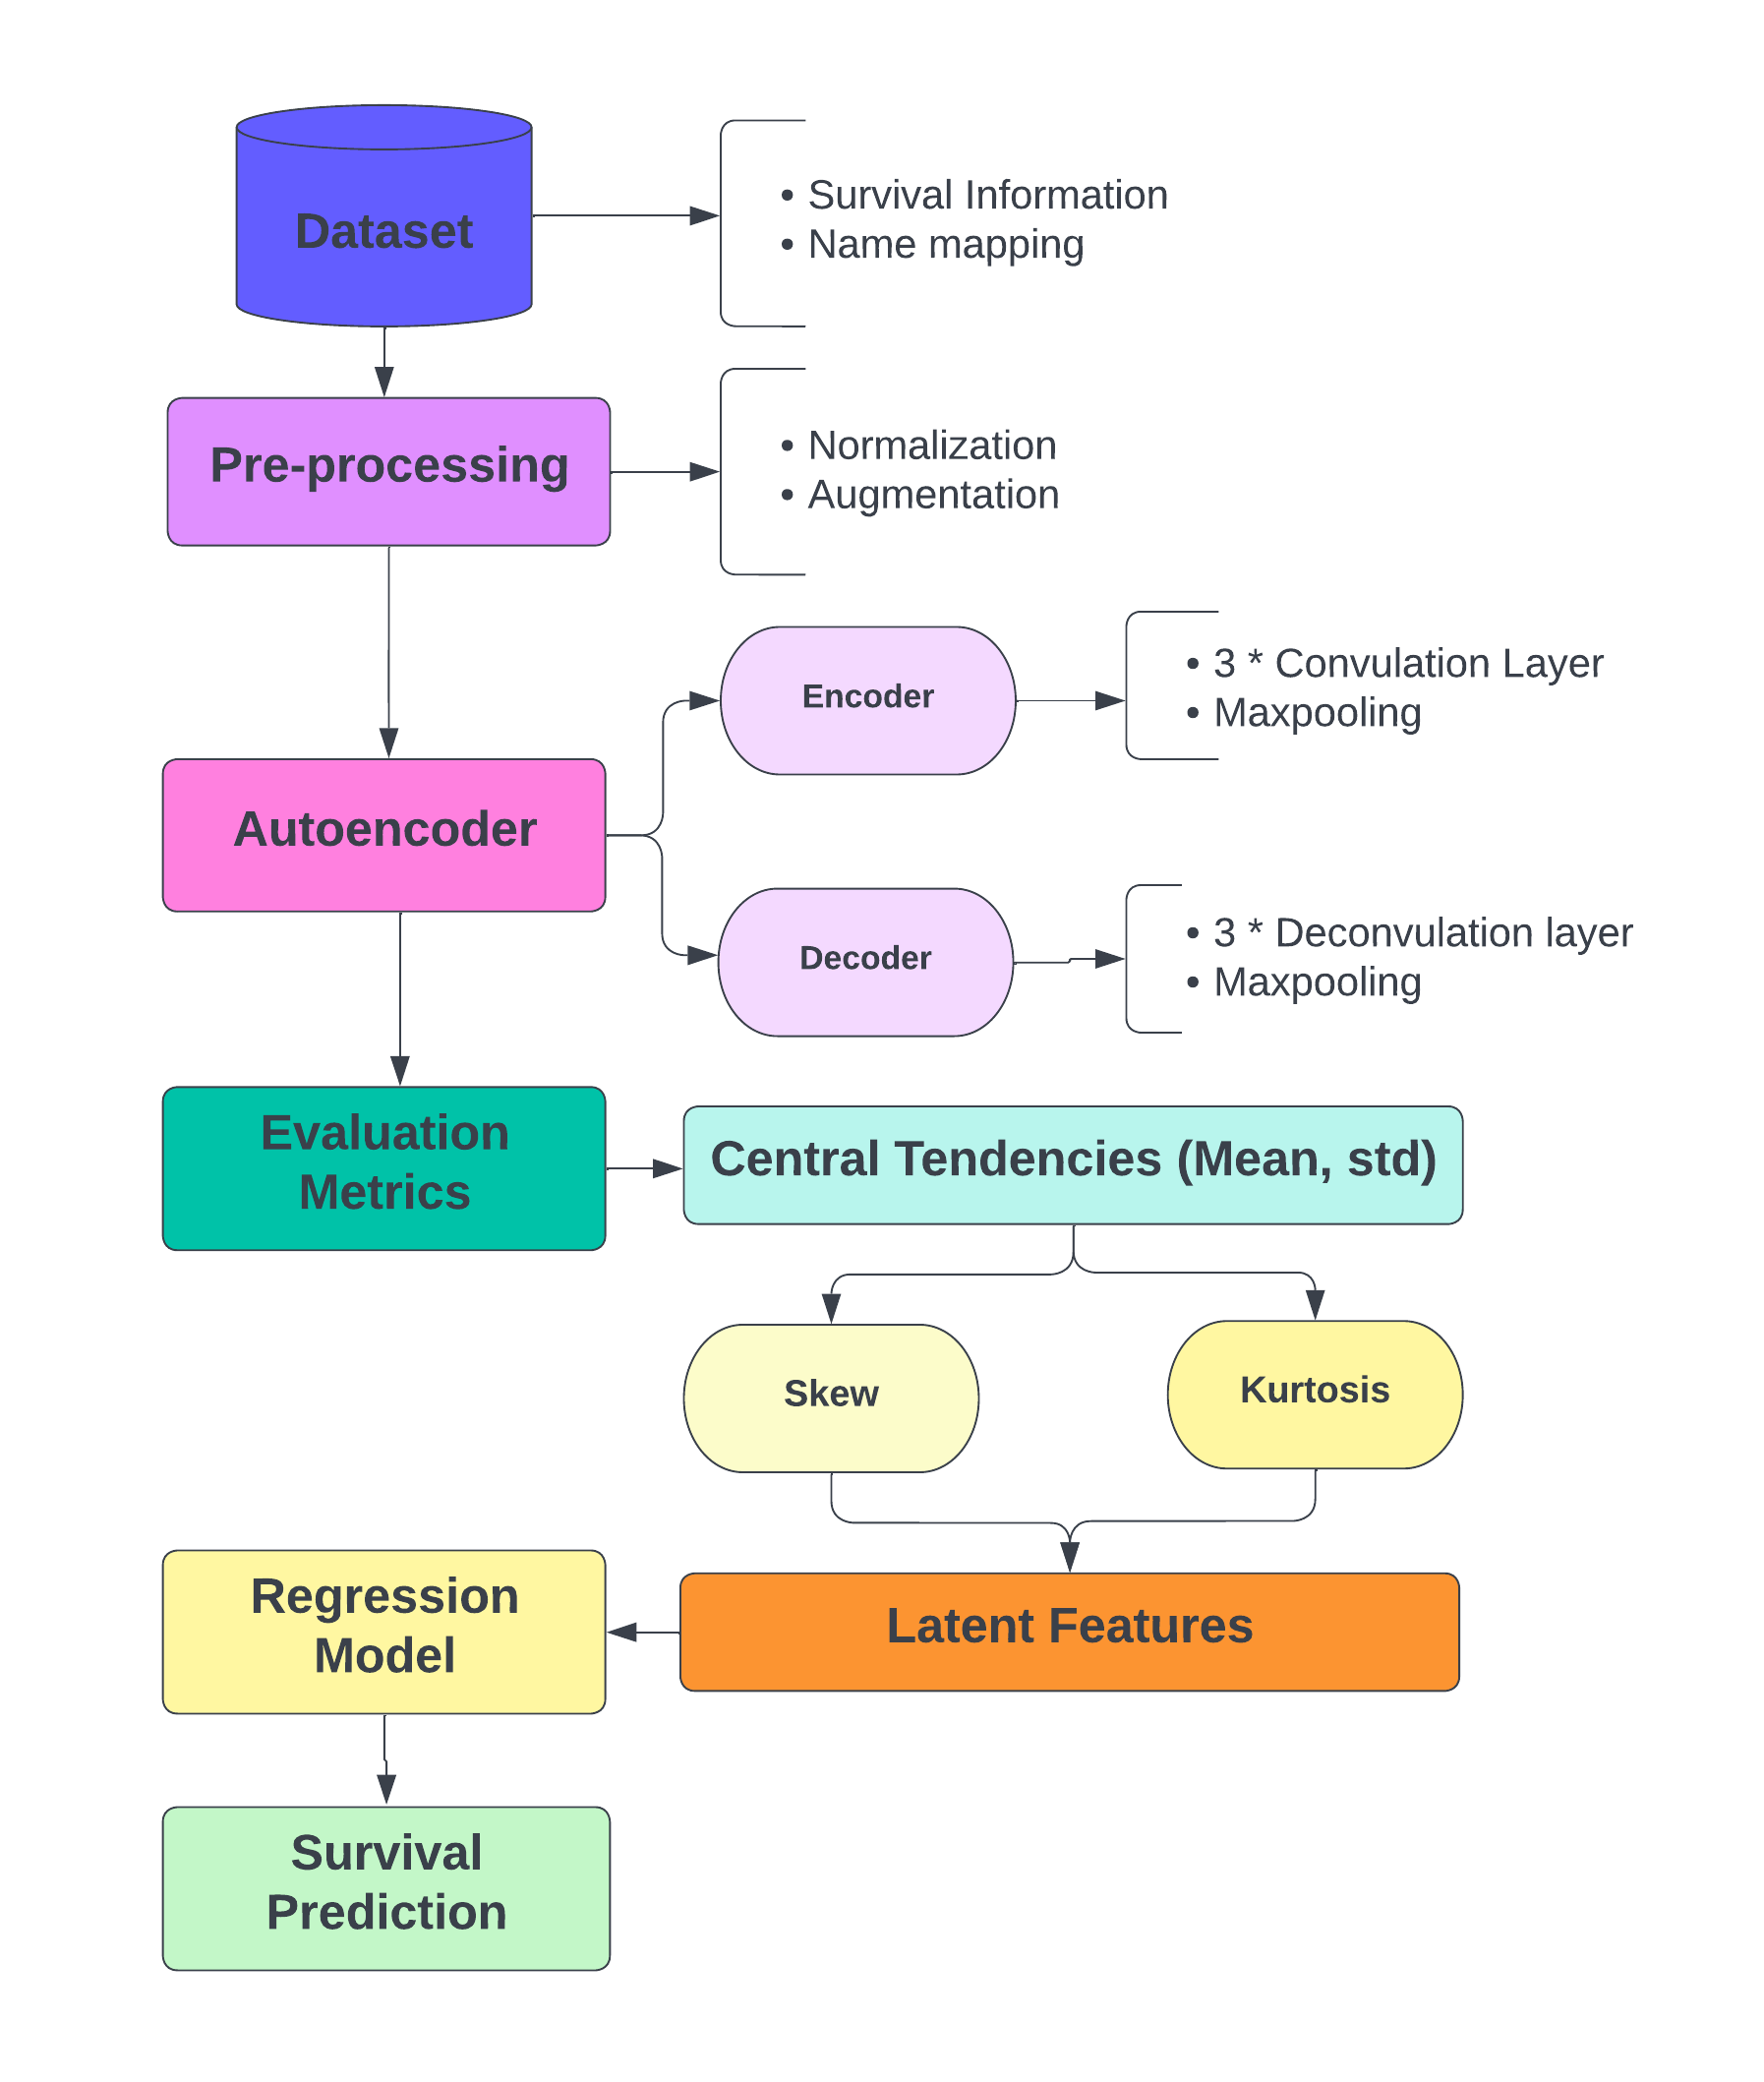 Dataset
• Survival Information
• Name mapping
Pre-processing
• Normalization
• Augmentation
Encoder
• 3 * Convulation Layer
• Maxpooling
Autoencoder
Decoder
• 3 * Deconvulation layer
• Maxpooling
Evaluation
Metrics
Central Tendencies (Mean, std)
Skew
Kurtosis
Latent Features
Regression
Model
Survival
Prediction